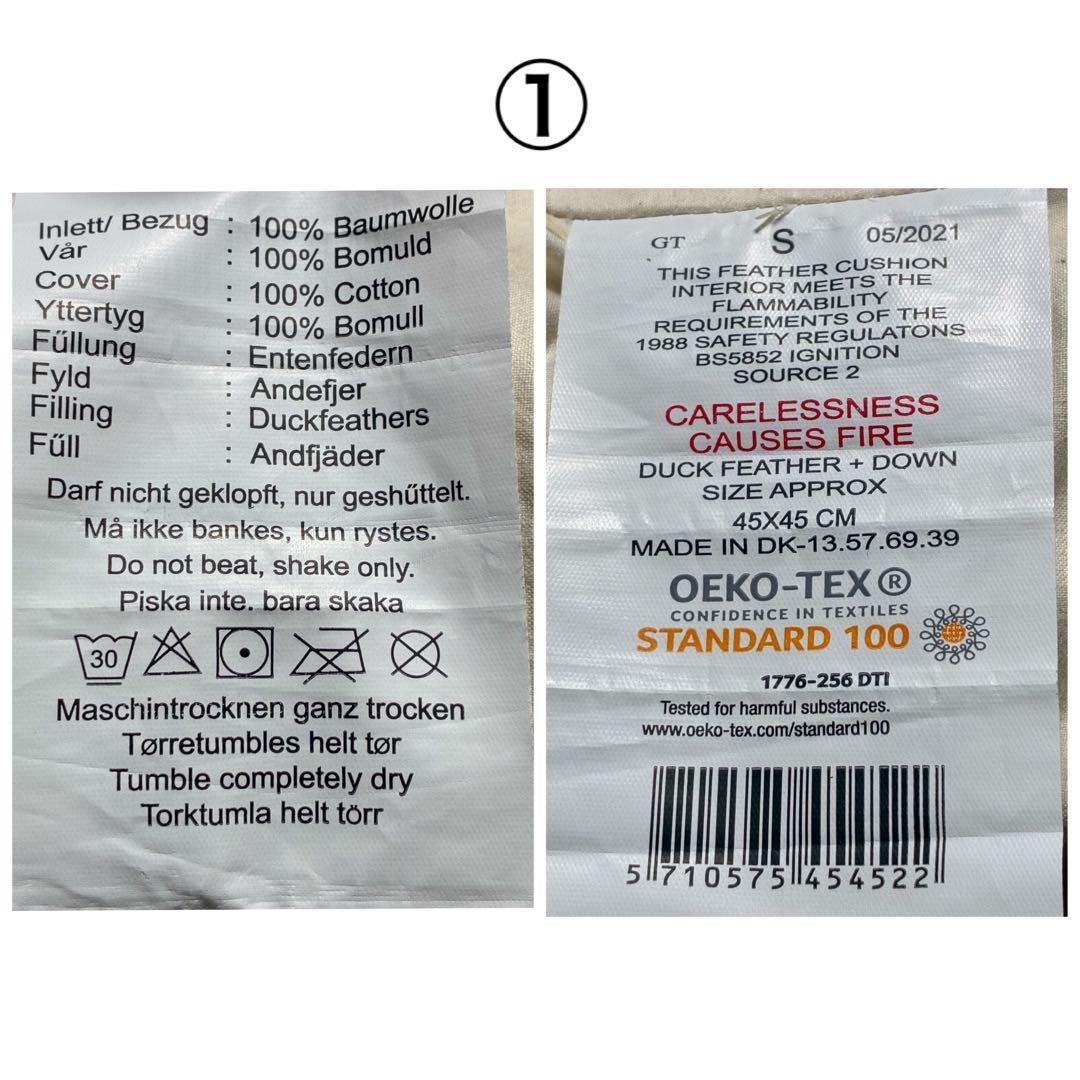 ①
Inlett/ Bezug : 100% Baumwolle
Vår : 100% Bomuld
Cover : 100% Cotton
Yttertyg : 100% Bomull
Fűllung : Entenfedern
Fyld : Andefjer
Filling : Duckfeathers
Fűll : Andfjäder
Darf nicht geklopft, nur geshűttelt.
Må ikke bankes, kun rystes.
Do not beat, shake only.
Piska inte. bara skaka
30
Maschintrocknen ganz trocken
Tørretumbles helt tør
Tumble completely dry
Torktumla helt törr
GT S 05/2021
THIS FEATHER CUSHION
INTERIOR MEETS THE
FLAMMABILITY
REQUIREMENTS OF THE
1988 SAFETY REGULATONS
BS5852 IGNITION
SOURCE 2
CARELESSNESS
CAUSES FIRE
DUCK FEATHER + DOWN
SIZE APPROX
45X45 CM
MADE IN DK-13.57.69.39
OEKO-TEX®
CONFIDENCE IN TEXTILES
STANDARD 100
1776-256 DTI
Tested for harmful substances.
www.oeko-tex.com/standard100
5 710575 454522